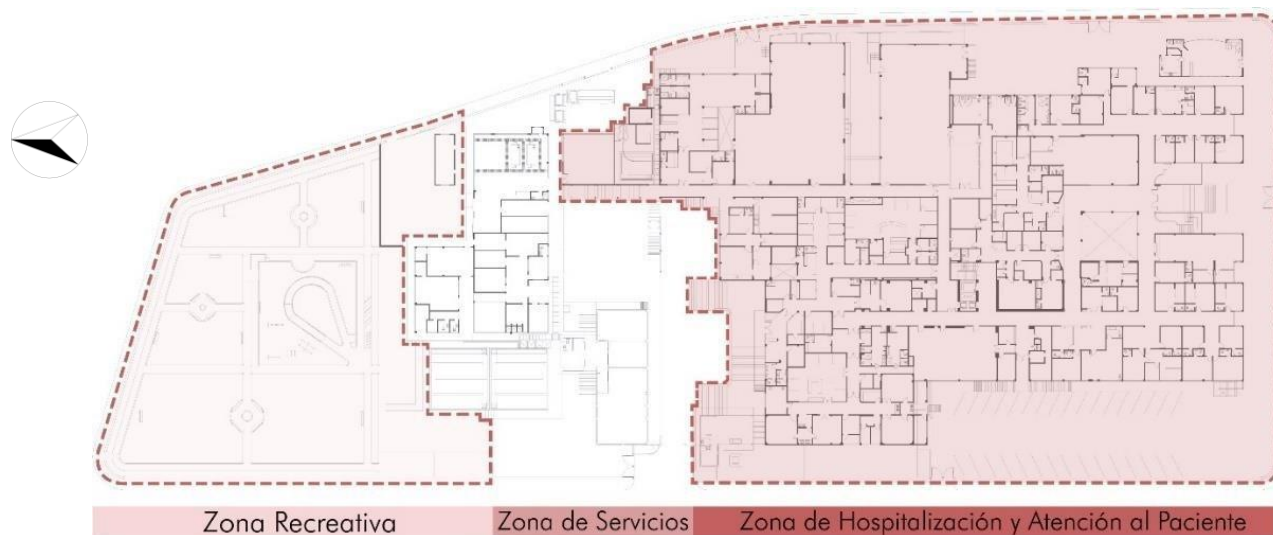 Zona Recreativa
Zona de Servicios
Zona de Hospitalización y Atención al Paciente